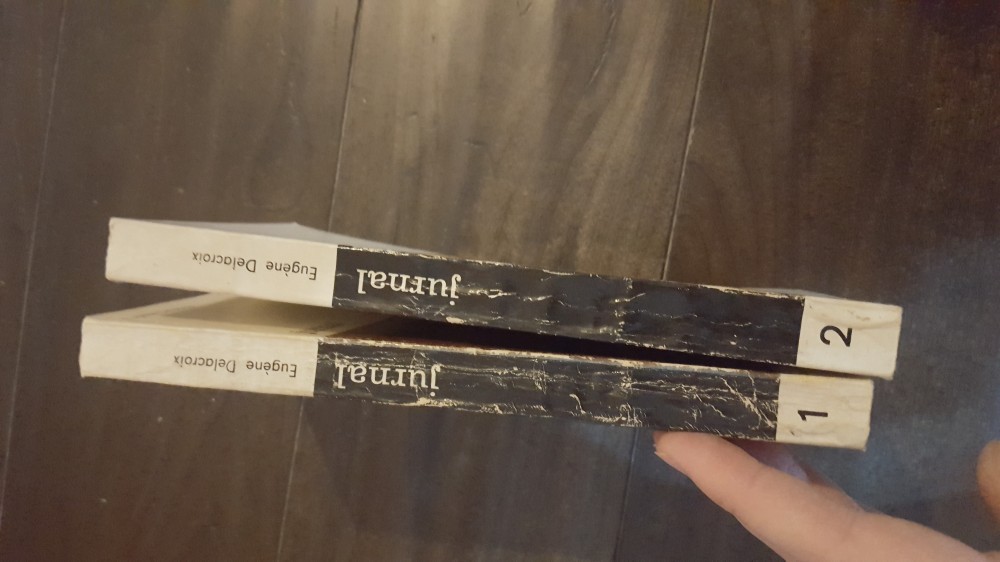 Eugène Delacroix jurnal 2
Eugène Delacroix jurnal 1